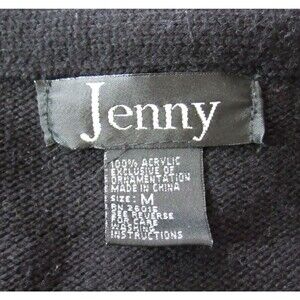 Jenny
100% ACRYLIC
EXCLUSIVE OF
ORNAMENTATION
MADE IN CHINA
SIZE: M
RN 26015
SEE REVERSE
FOR CARE
WASHING
INSTRUCTIONS